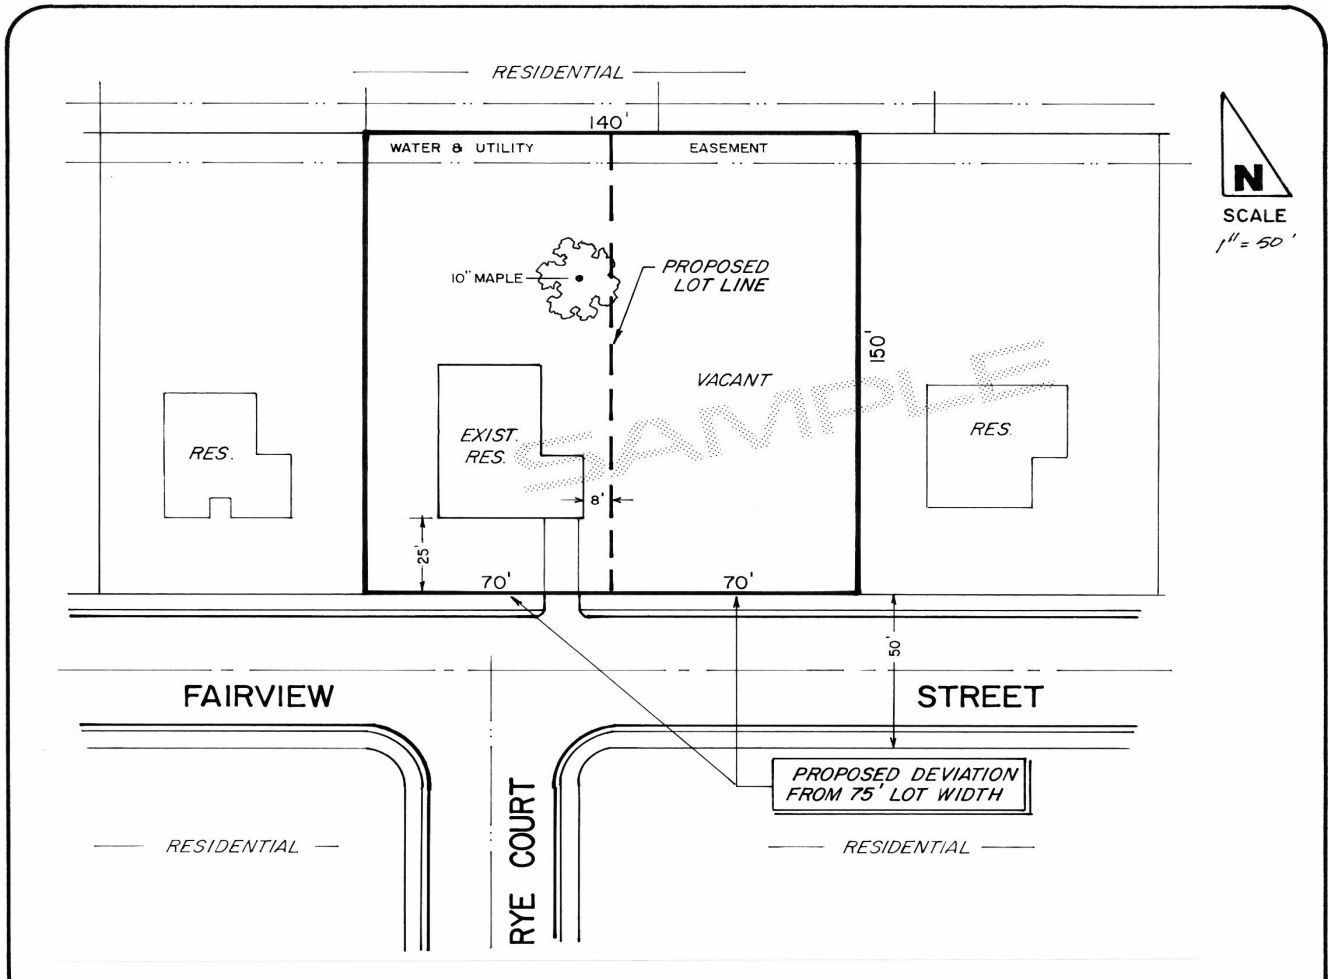 RESIDENTIAL
140'
WATER & UTILITY EASEMENT
N
SCALE
1" = 50'
10" MAPLE
PROPOSED
LOT LINE
150'
VACANT
SAMPLE
RES.
EXIST.
RES.
RES.
8'
25'
70'
70'
50'
FAIRVIEW STREET
PROPOSED DEVIATION
FROM 75' LOT WIDTH
RYE COURT
RESIDENTIAL
RESIDENTIAL